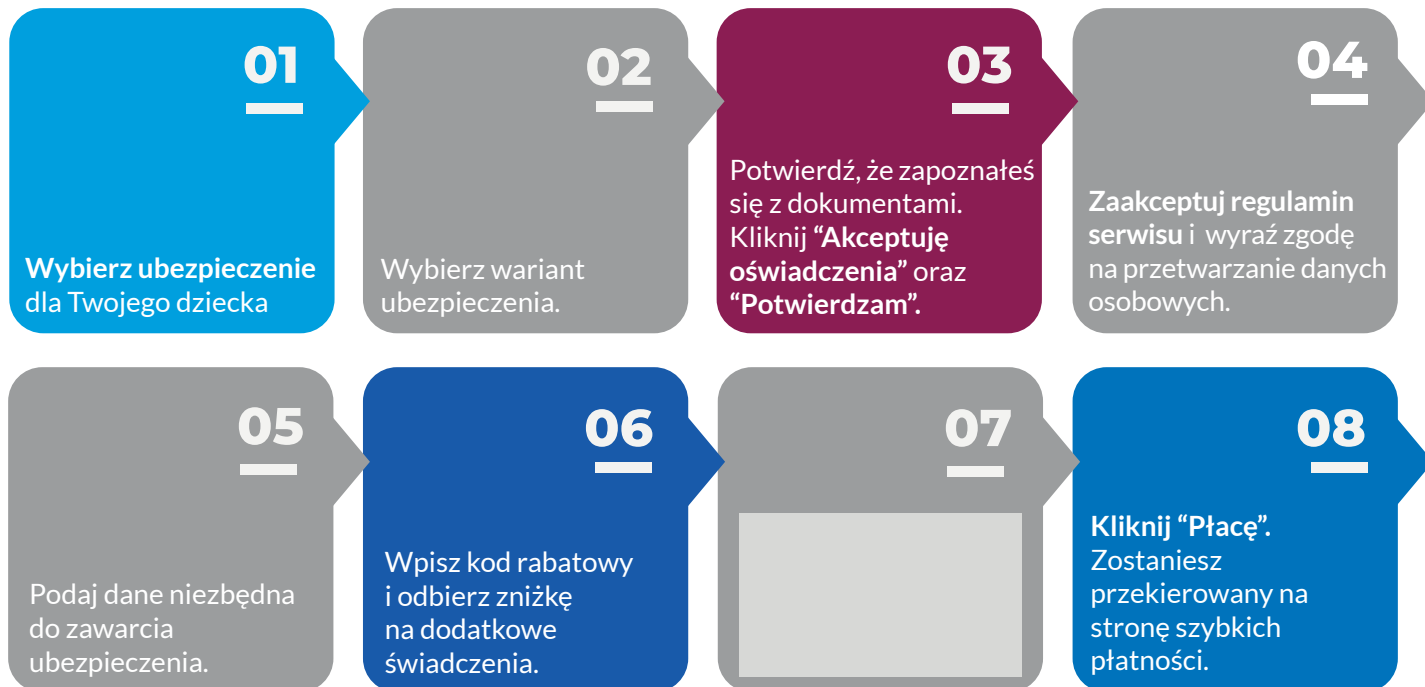 01
Wybierz ubezpieczenie
dla Twojego dziecka
02
Wybierz wariant
ubezpieczenia.
03
Potwierdź, że zapoznałeś
się z dokumentami.
Kliknij “Akceptuję
oświadczenia” oraz
“Potwierdzam”.
04
Zaakceptuj regulamin
serwisu i wyraź zgodę
na przetwarzanie danych
osobowych.
05
Podaj dane niezbędna
do zawarcia
ubezpieczenia.
06
Wpisz kod rabatowy
i odbierz zniżkę
na dodatkowe
świadczenia.
07
08
Kliknij “Płacę”.
Zostaniesz
przekierowany na
stronę szybkich
płatności.